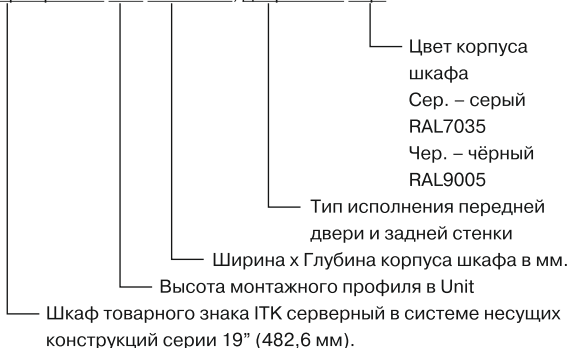 Цвет корпуса
шкафа
Сер. – серый
RAL7035
Чер. – чёрный
RAL9005
Тип исполнения передней
двери и задней стенки
Ширина x Глубина корпуса шкафа в мм.
Высота монтажного профиля в Unit
Шкаф товарного знака ITK серверный в системе несущих
конструкций серии 19” (482,6 мм).